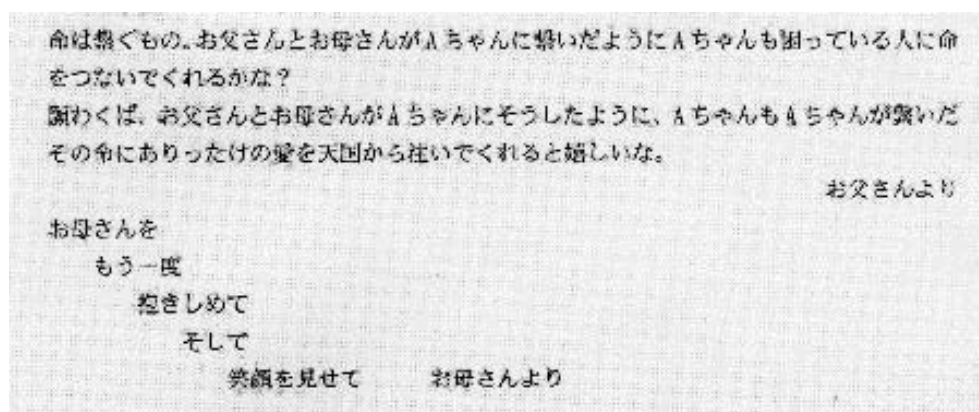 命は繋ぐもの。お父さんとお母さんがAちゃんに繋いだようにAちゃんも困っている人に命
をつないでくれるかな?
願わくば、お父さんとお母さんがAちゃんにそうしたように、AちゃんもAちゃんが繋いだ
その命にありったけの愛を天国から注いでくれると嬉しいな。
お父さんより
お母さんを
もう一度
抱きしめて
そして
笑顔を見せて お母さんより